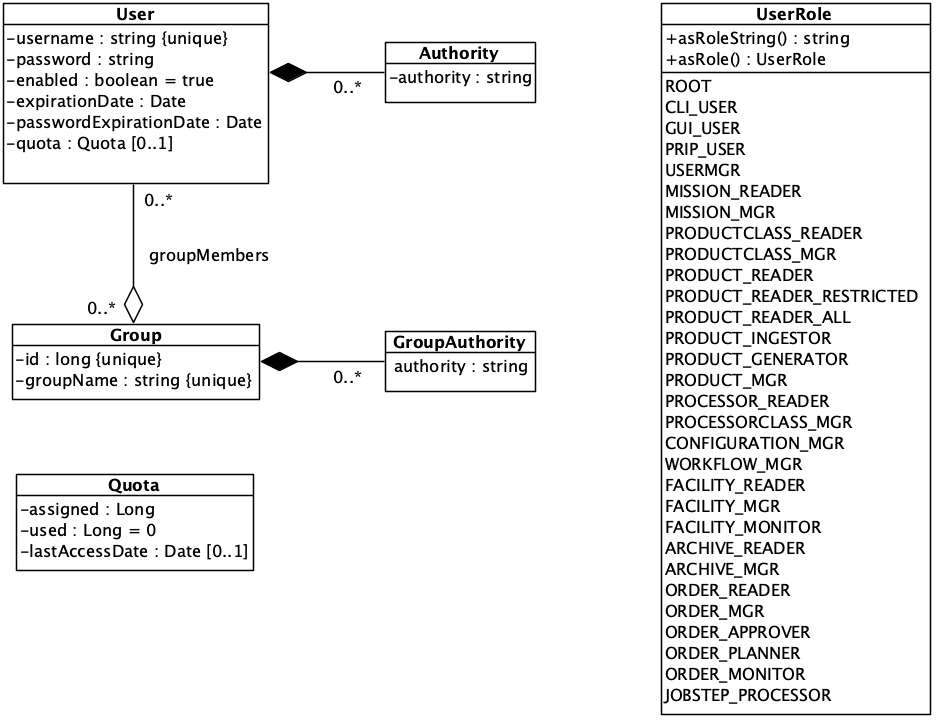 User
-username : string {unique}
-password : string
-enabled : boolean = true
-expirationDate : Date
-passwordExpirationDate : Date
-quota : Quota [0..1]
0..*
Authority
-authority : string
0..*
groupMembers
0..*
Group
-id : long {unique}
-groupName : string {unique}
0..*
GroupAuthority
authority : string
Quota
-assigned : Long
-used : Long = 0
-lastAccessDate : Date [0..1]
UserRole
+asRoleString() : string
+asRole() : UserRole
ROOT
CLI_USER
GUI_USER
PRIP_USER
USERMGR
MISSION_READER
MISSION_MGR
PRODUCTCLASS_READER
PRODUCTCLASS_MGR
PRODUCT_READER
PRODUCT_READER_RESTRICTED
PRODUCT_READER_ALL
PRODUCT_INGESTOR
PRODUCT_GENERATOR
PRODUCT_MGR
PROCESSOR_READER
PROCESSORCLASS_MGR
CONFIGURATION_MGR
WORKFLOW_MGR
FACILITY_READER
FACILITY_MGR
FACILITY_MONITOR
ARCHIVE_READER
ARCHIVE_MGR
ORDER_READER
ORDER_MGR
ORDER_APPROVER
ORDER_PLANNER
ORDER_MONITOR
JOBSTEP_PROCESSOR